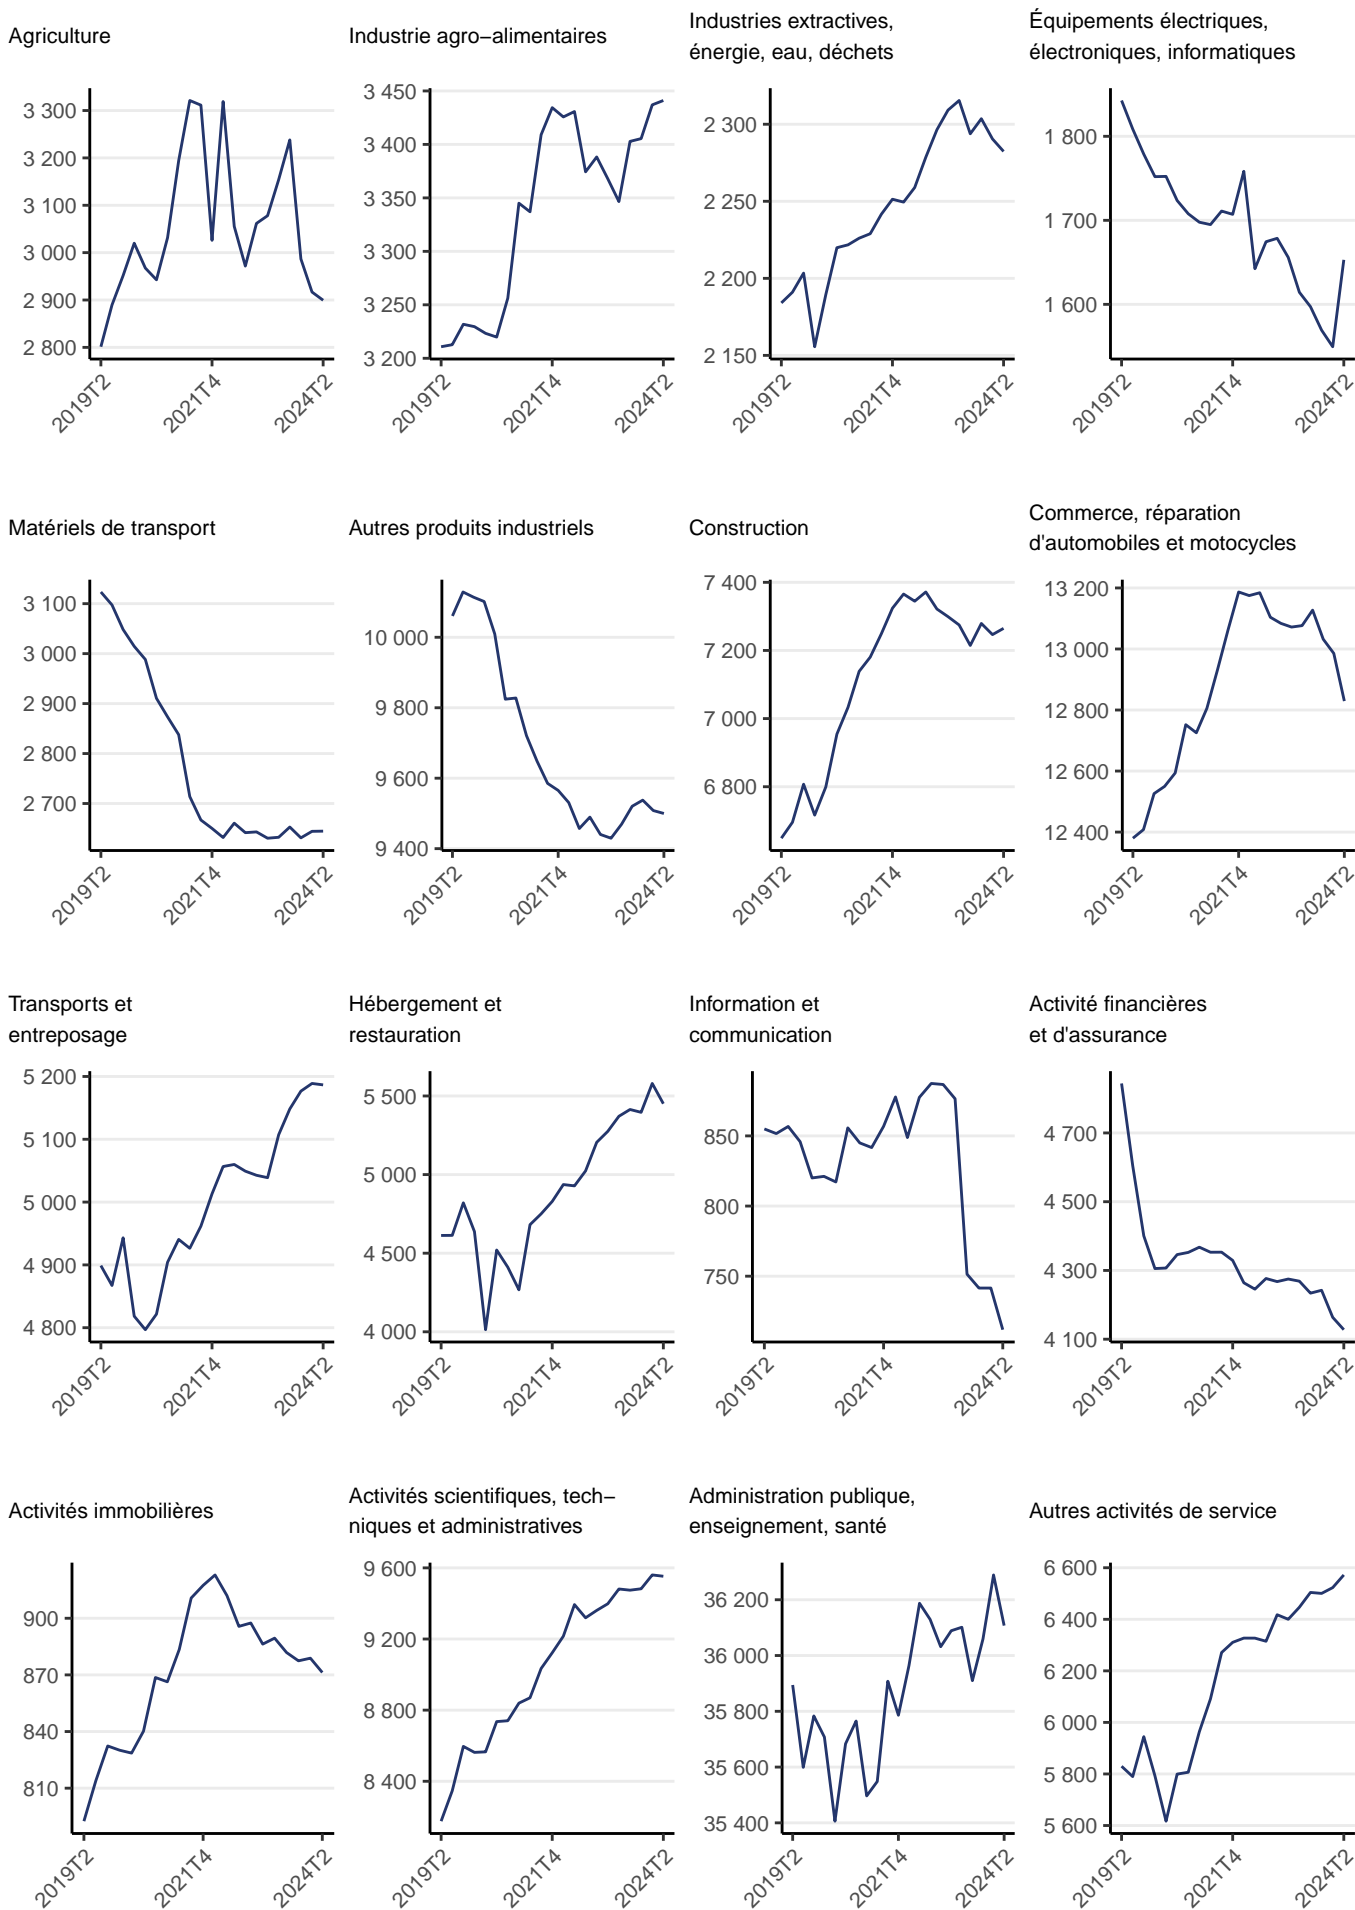 Agriculture
3 300
3 200
3 100
3 000
2 900
2 800
2019T2
2021T4
2024T2
Industrie agro−alimentaires
3 450
3 400
3 350
3 300
3 250
3 200
2019T2
2021T4
2024T2
Industries extractives,
énergie, eau, déchets
2 300
2 250
2 200
2 150
2019T2
2021T4
2024T2
Équipements électriques,
électroniques, informatiques
1 800
1 700
1 600
2019T2
2021T4
2024T2
Matériels de transport
3 100
3 000
2 900
2 800
2 700
2019T2
2021T4
2024T2
Autres produits industriels
10 000
9 800
9 600
9 400
2019T2
2021T4
2024T2
Construction
7 400
7 200
7 000
6 800
2019T2
2021T4
2024T2
Commerce, réparation
d'automobiles et motocycles
13 200
13 000
12 800
12 600
12 400
2019T2
2021T4
2024T2
Transports et
entreposage
5 200
5 100
5 000
4 900
4 800
2019T2
2021T4
2024T2
Hébergement et
restauration
5 500
5 000
4 500
4 000
2019T2
2021T4
2024T2
Information et
communication
850
800
750
2019T2
2021T4
2024T2
Activité financières
et d'assurance
4 700
4 500
4 300
4 100
2019T2
2021T4
2024T2
Activités immobilières
900
870
840
810
2019T2
2021T4
2024T2
Activités scientifiques, tech−
niques et administratives
9 600
9 200
8 800
8 400
2019T2
2021T4
2024T2
Administration publique,
enseignement, santé
36 200
36 000
35 800
35 600
35 400
2019T2
2021T4
2024T2
Autres activités de service
6 600
6 400
6 200
6 000
5 800
5 600
2019T2
2021T4
2024T2